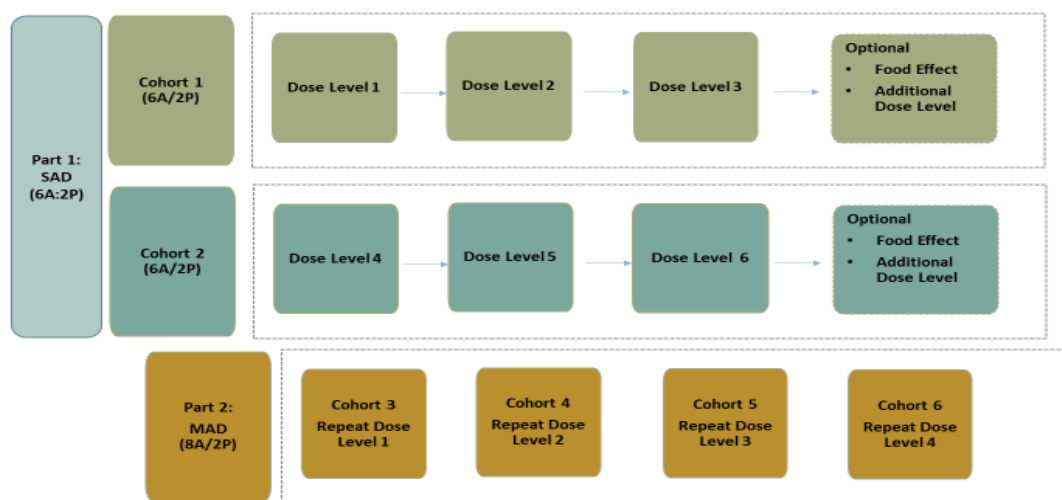 Part 1:
SAD
(6A:2P)
Cohort 1
(6A/2P)
Dose Level 1
Dose Level 2
Dose Level 3
Optional
• Food Effect
• Additional
Dose Level
Cohort 2
(6A/2P)
Dose Level 4
Dose Level 5
Dose Level 6
Optional
• Food Effect
• Additional
Dose Level
Part 2:
MAD
(8A/2P)
Cohort 3
Repeat Dose
Level 1
Cohort 4
Repeat Dose
Level 2
Cohort 5
Repeat Dose
Level 3
Cohort 6
Repeat Dose
Level 4